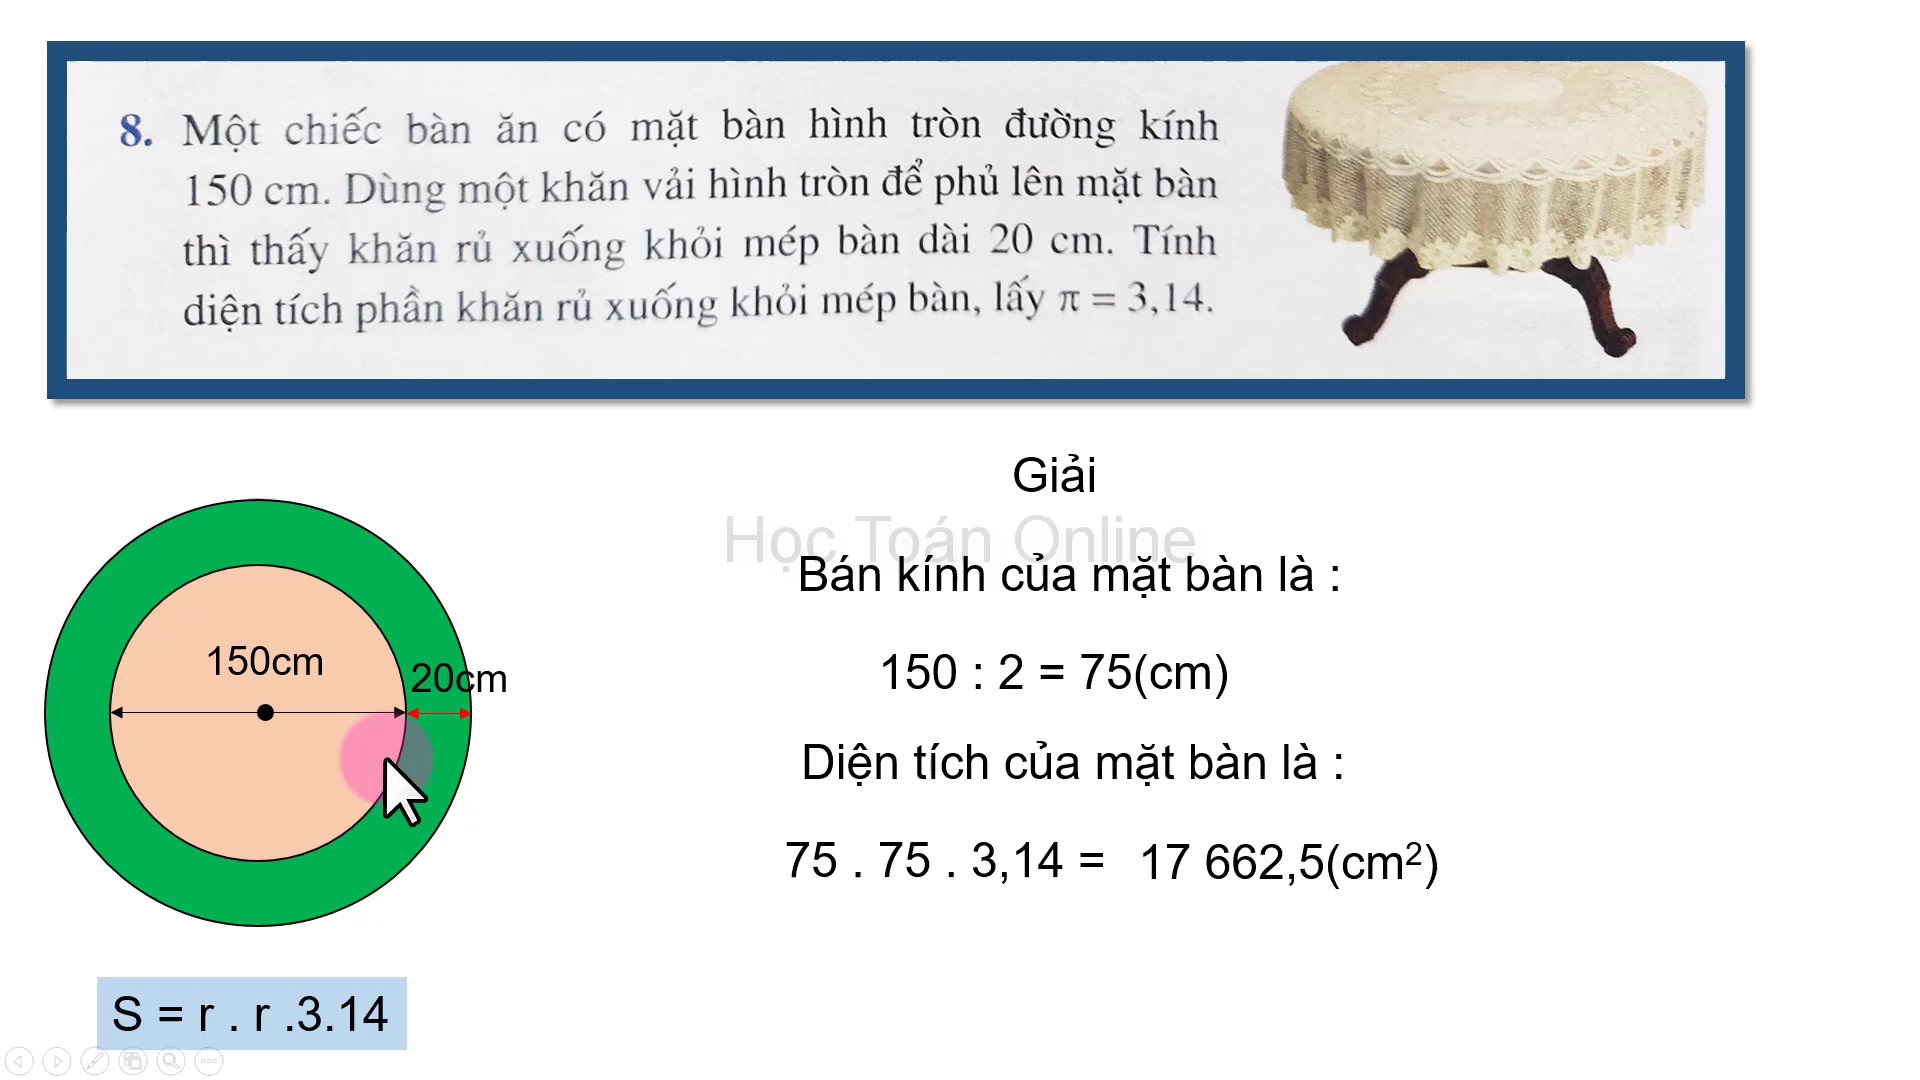 8. Một chiếc bàn ăn có mặt bàn hình tròn đường kính
150 cm. Dùng một khăn vải hình tròn để phủ lên mặt bàn
thì thấy khăn rủ xuống khỏi mép bàn dài 20 cm. Tính
diện tích phần khăn rủ xuống khỏi mép bàn, lấy π = 3,14.
Giải
Học Toán Online
Bán kính của mặt bàn là :
150 : 2 = 75(cm)
Diện tích của mặt bàn là :
75 . 75 . 3,14 = 17 662,5(cm²)
150cm
20cm
S = r . r .3.14